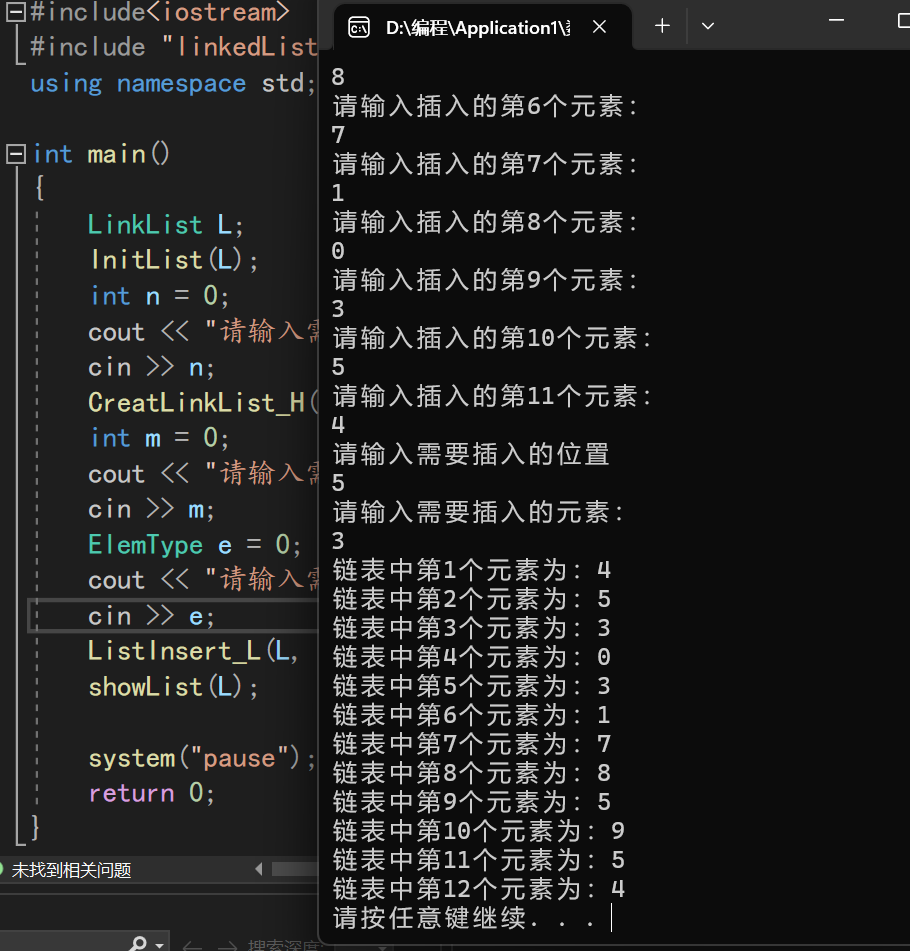 #include<iostream>
#include "linkedList
using namespace std;
int main()
{
LinkList L;
InitList(L);
int n = 0;
cout << "请输入
cin >> n;
CreatLinkList_H(
int m = 0;
cout << "请输入
cin >> m;
ElemType e = 0;
cout << "请输入
cin >> e;
ListInsert_L(L,
showList(L);
system("pause");
return 0;
}
未找到相关问题
搜索深度:
D:\编程\Application1\
8
请输入插入的第6个元素:
7
请输入插入的第7个元素:
1
请输入插入的第8个元素:
0
请输入插入的第9个元素:
3
请输入插入的第10个元素:
5
请输入插入的第11个元素:
4
请输入需要插入的位置
5
请输入需要插入的元素:
3
链表中第1个元素为: 4
链表中第2个元素为: 5
链表中第3个元素为: 3
链表中第4个元素为: 0
链表中第5个元素为: 3
链表中第6个元素为: 1
链表中第7个元素为: 7
链表中第8个元素为: 8
链表中第9个元素为: 5
链表中第10个元素为: 9
链表中第11个元素为: 5
链表中第12个元素为: 4
请按任意键继续. . .